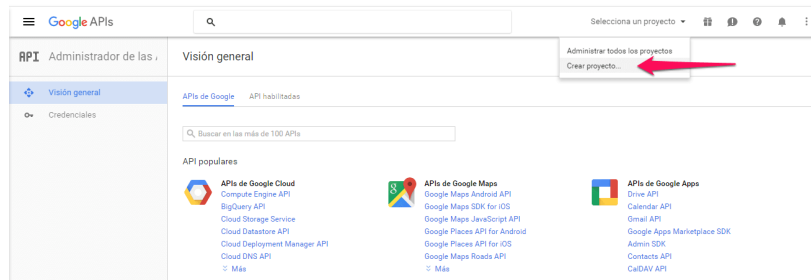 Google APIs
Selecciona un proyecto
Administrar todos los proyectos
Crear proyecto...
API Administrador de las
Visión general
Visión general
Credenciales
APIs de Google API habilitadas
Buscar en las más de 100 APIs
API populares
APIs de Google Cloud
Compute Engine API
BigQuery API
Cloud Storage Service
Cloud Datastore API
Cloud Deployment Manager API
Cloud DNS API
Más
APIs de Google Maps
Google Maps Android API
Google Maps SDK for iOS
Google Maps JavaScript API
Google Places API for Android
Google Places API for iOS
Google Maps Roads API
Más
APIs de Google Apps
Drive API
Calendar API
Gmail API
Google Apps Marketplace SDK
Admin SDK
Contacts API
CalDAV API